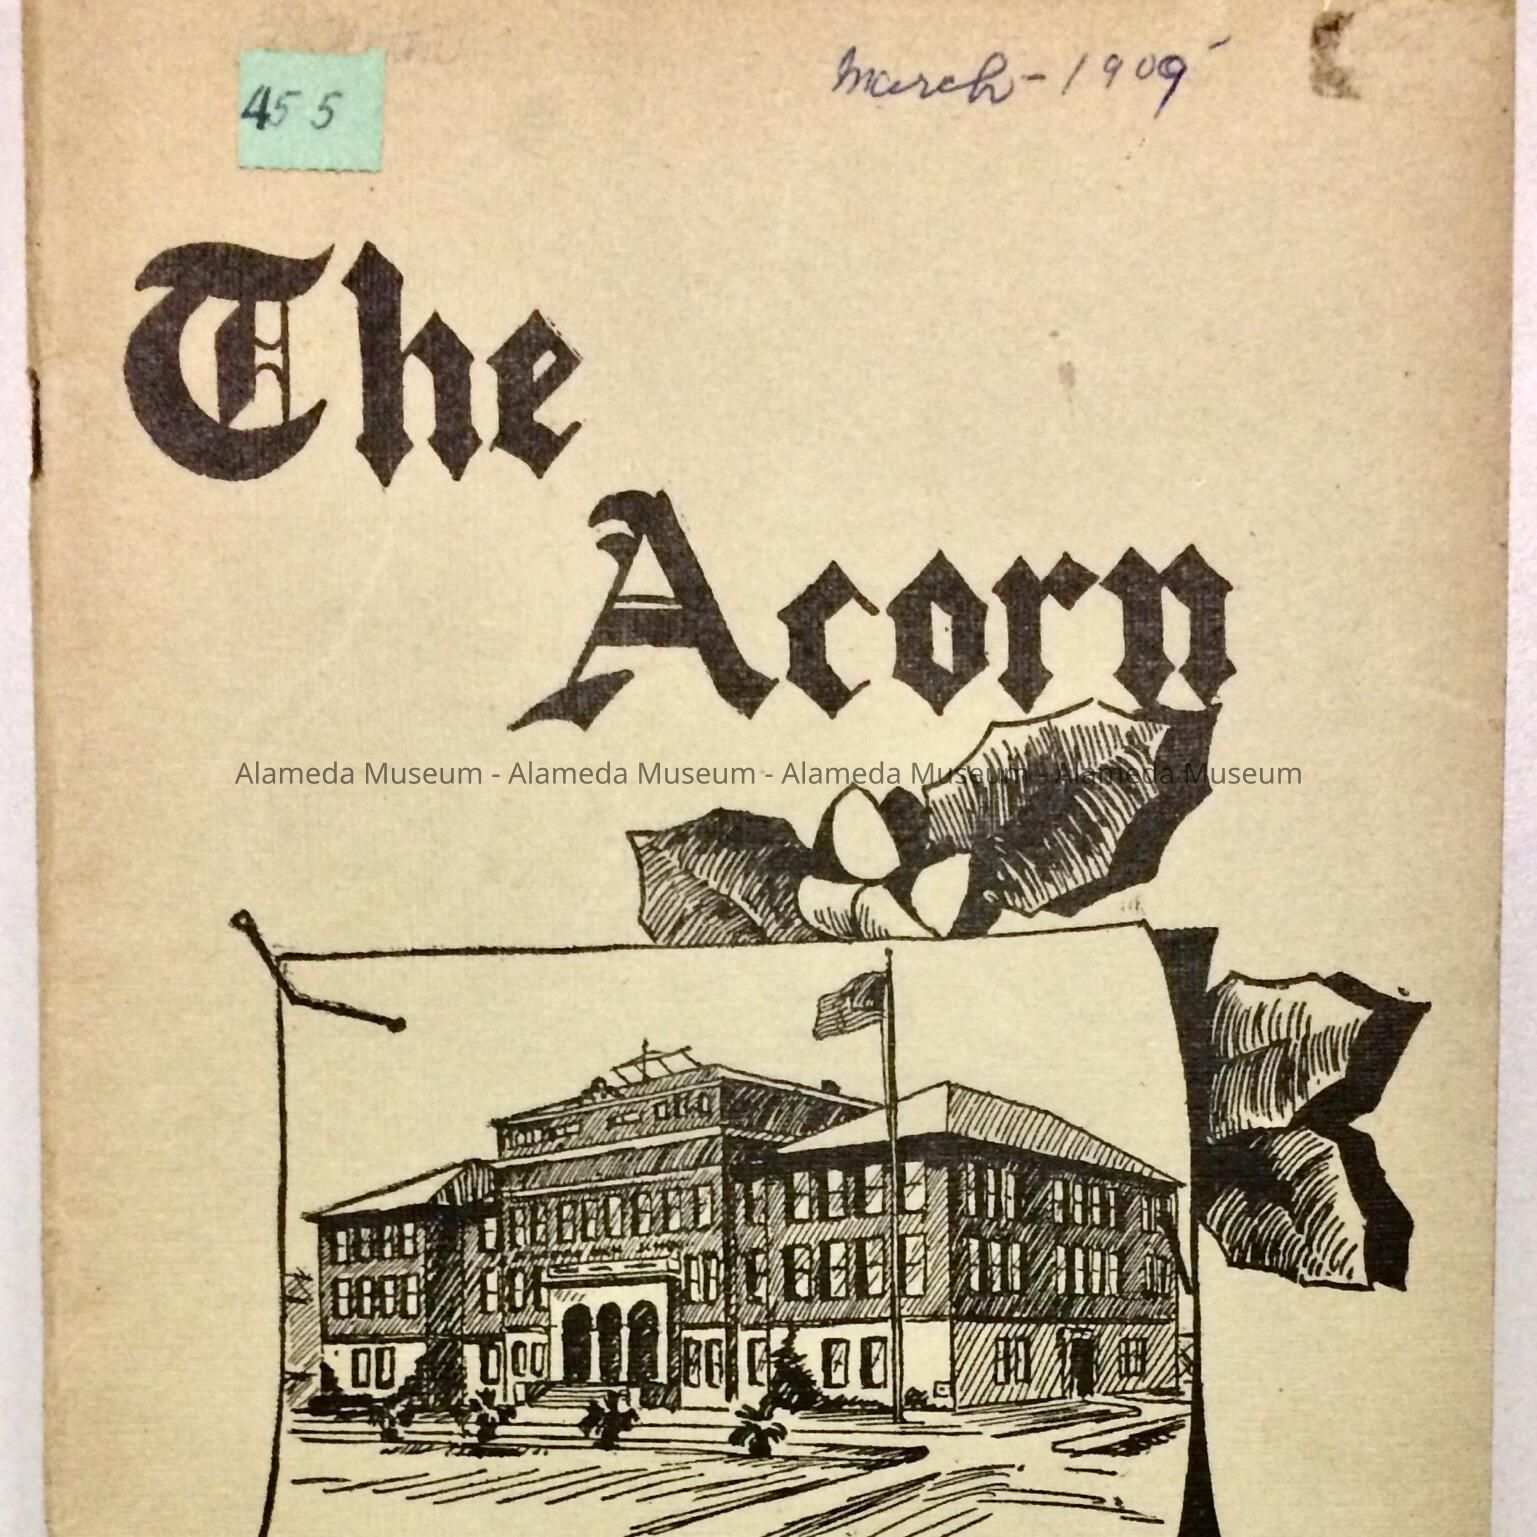 455
March - 1909
The
Acorn
Alameda Museum - Alameda Museum - Alameda Museum - Alameda Museum